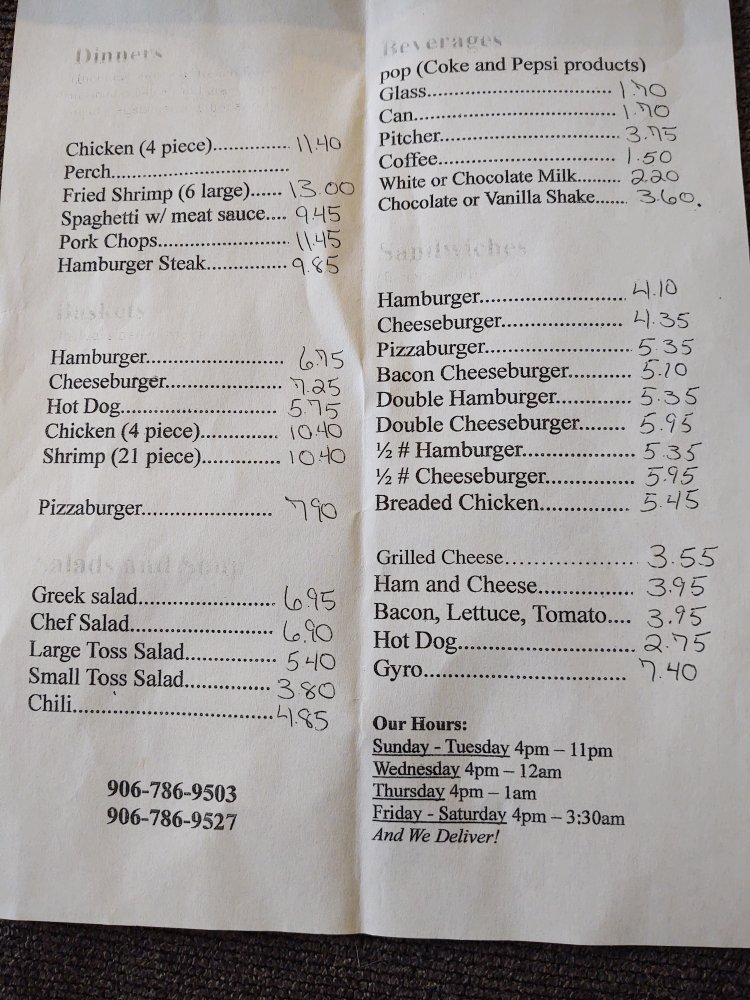 Dinners
Chicken (4 piece)............... 11.40
Perch..................................
Fried Shrimp (6 large)...... 13.00
Spaghetti w/ meat sauce.... 9.45
Pork Chops......................... 11.45
Hamburger Steak................ 9.85
Baskets
Hamburger.......................... 6.75
Cheeseburger...................... 7.25
Hot Dog.............................. 5.75
Chicken (4 piece).............. 10.40
Shrimp (21 piece).............. 10.40
Pizzaburger......................... 7.90
Salads and Soup
Greek salad.......................... 6.95
Chef Salad........................... 6.90
Large Toss Salad................. 5.40
Small Toss Salad................. 3.80
Chili..................................... 4.85
906-786-9503
906-786-9527
Beverages
pop (Coke and Pepsi products)
Glass.................................... 1.70
Can...................................... 1.70
Pitcher.................................. 3.75
Coffee................................... 1.50
White or Chocolate Milk......... 2.20
Chocolate or Vanilla Shake...... 3.60.
Sandwiches
Hamburger........................... 4.10
Cheeseburger....................... 4.35
Pizzaburger.......................... 5.35
Bacon Cheeseburger............ 5.10
Double Hamburger.............. 5.35
Double Cheeseburger.......... 5.95
½ # Hamburger.................... 5.35
½ # Cheeseburger................ 5.95
Breaded Chicken................. 5.45
Grilled Cheese...................... 3.55
Ham and Cheese.................. 3.95
Bacon, Lettuce, Tomato.... 3.95
Hot Dog................................ 2.75
Gyro...................................... 7.40
Our Hours:
Sunday - Tuesday 4pm – 11pm
Wednesday 4pm – 12am
Thursday 4pm – 1am
Friday - Saturday 4pm – 3:30am
And We Deliver!